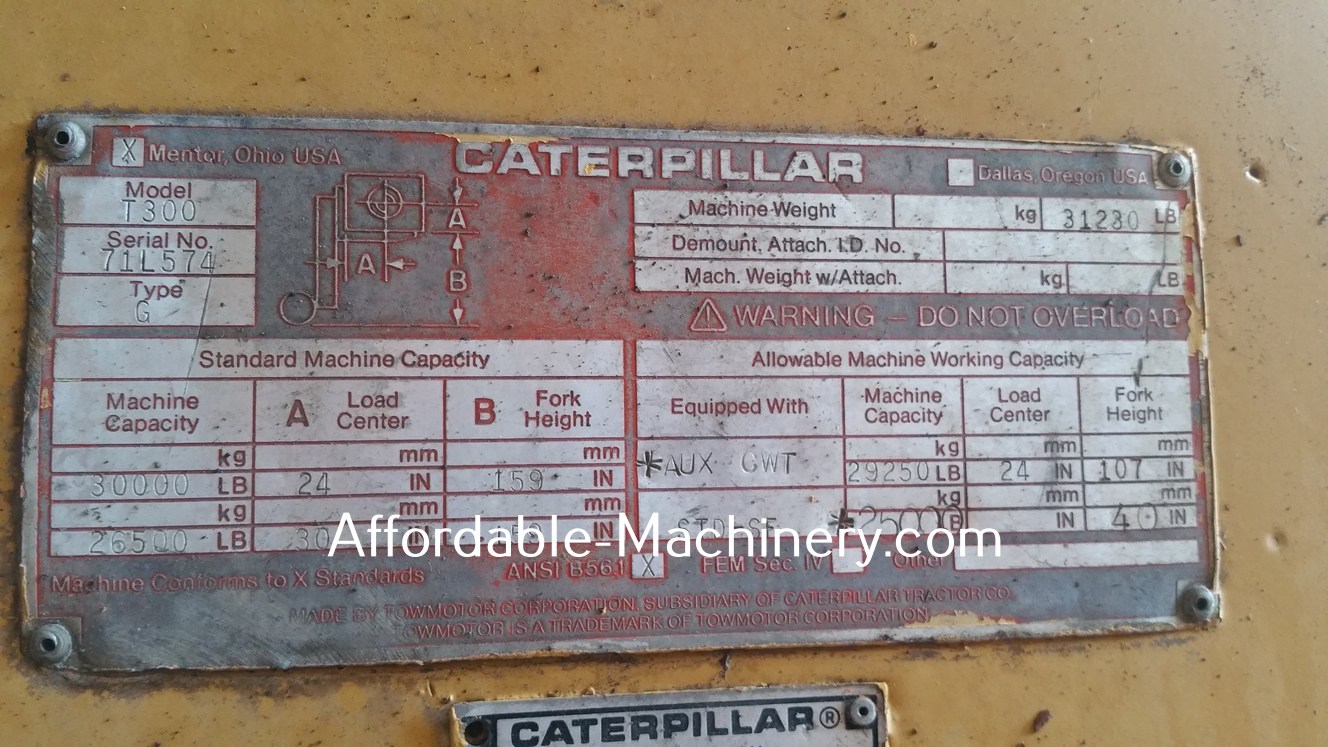 X Mentor, Ohio USA CATERPILLAR Dallas, Oregon USA
Model
T300
Serial No.
71L574
Type
G
A
A
B
Machine Weight kg 31230 LB
Demount. Attach. I.D. No.
Mach. Weight w/Attach. kg LB
WARNING – DO NOT OVERLOAD
Standard Machine Capacity
Machine Capacity A Load Center B Fork Height
kg mm mm
30000 LB 24 IN 159 IN
kg mm mm
26500 LB 30 IN IN
Allowable Machine Working Capacity
Equipped With Machine Capacity Load Center Fork Height
*AUX CWT kg mm mm
29250 LB 24 IN 107 IN
kg mm mm
*25000 LB IN 40 IN
Affordable-Machinery.com
Machine Conforms to X Standards ANSI B56.1 X FEM Sec. IV Other
MADE BY TOWMOTOR CORPORATION. SUBSIDIARY OF CATERPILLAR TRACTOR CO.
TOWMOTOR IS A TRADEMARK OF TOWMOTOR CORPORATION
CATERPILLAR®